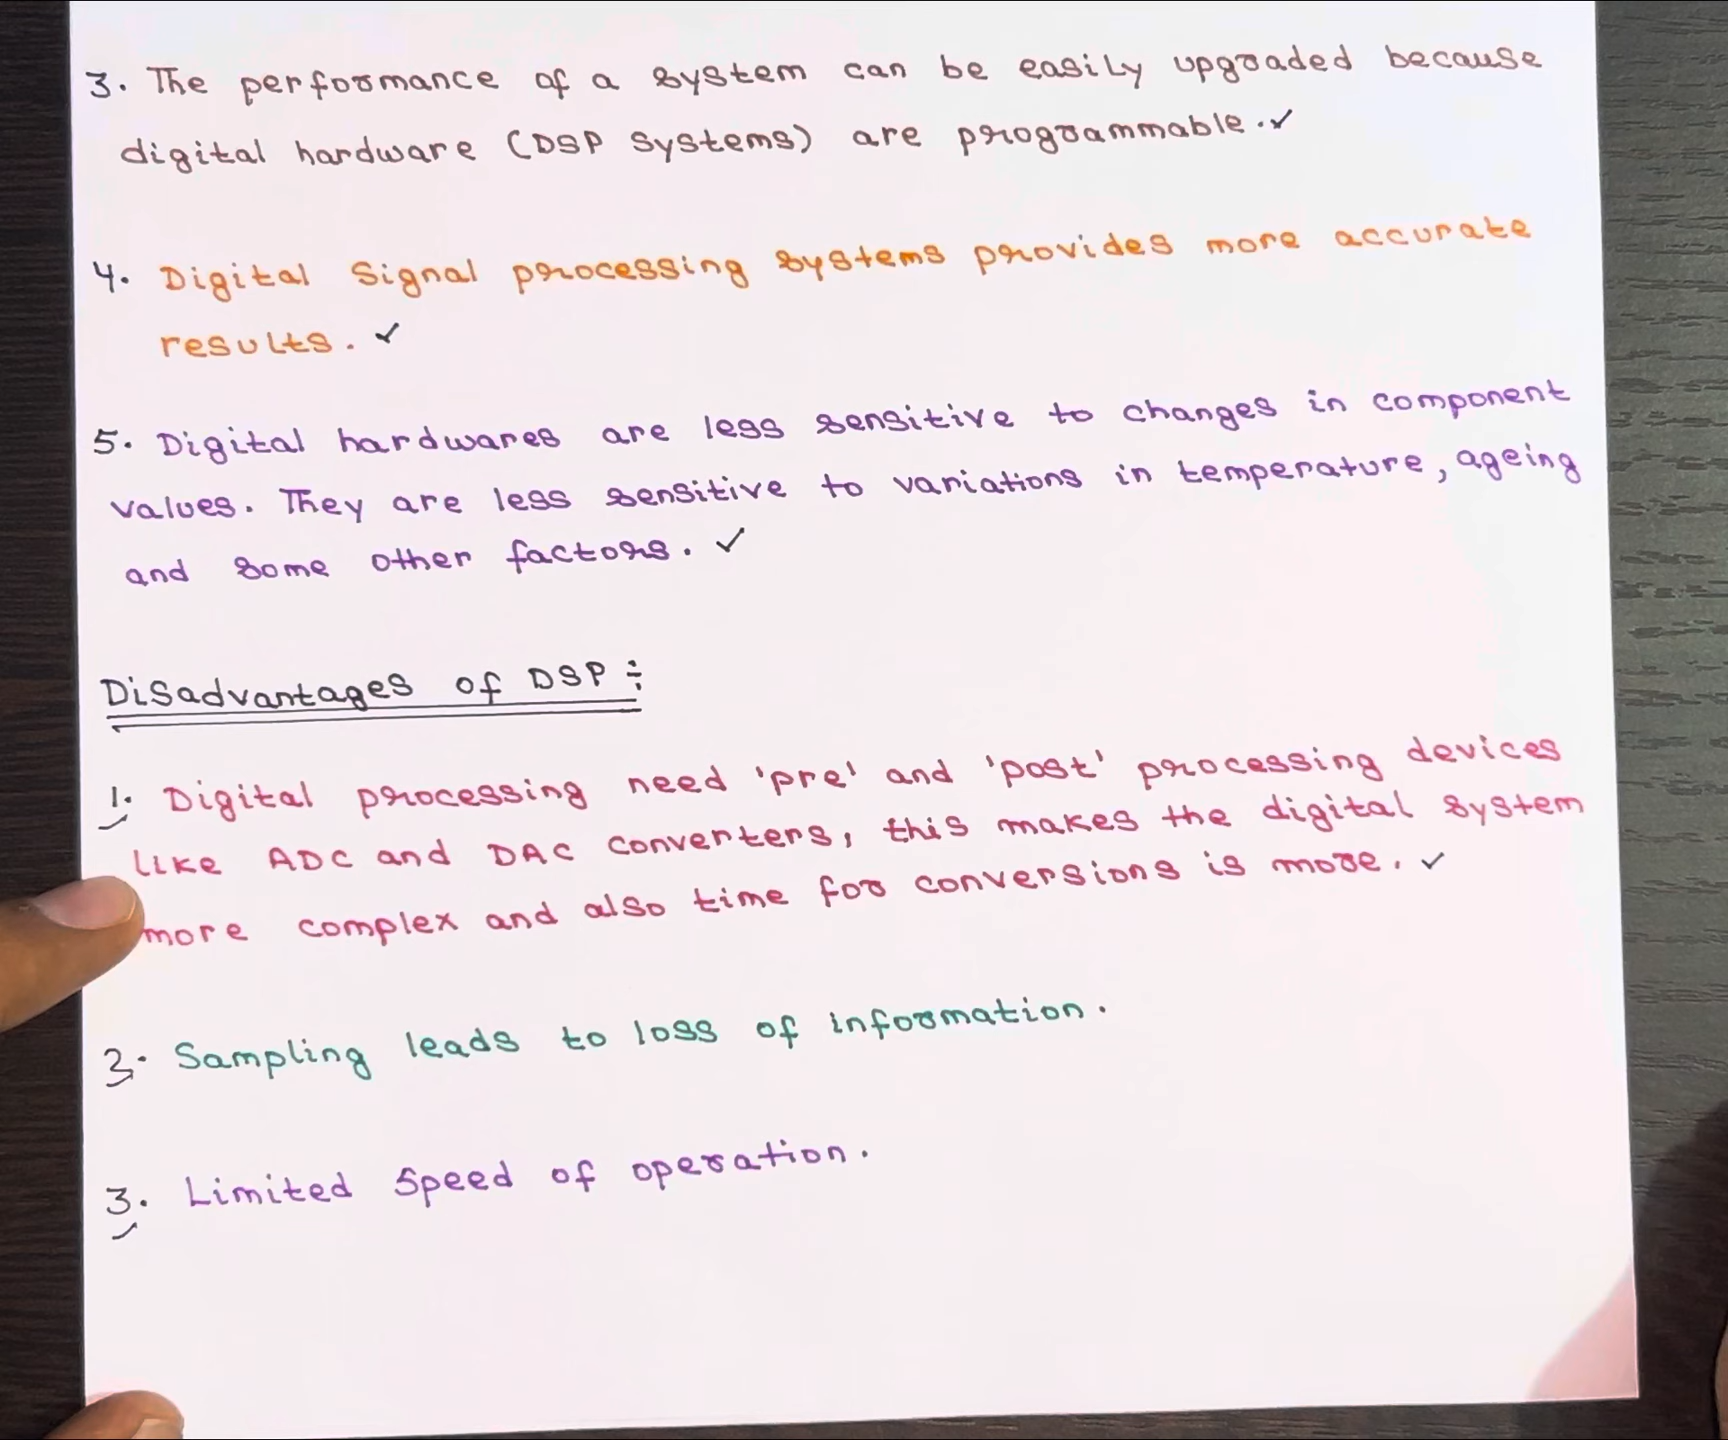 3. The performance of a system can be easily upgraded because
digital hardware (DSP Systems) are programmable. ✓
4. Digital Signal processing systems provides more accurate
results. ✓
5. Digital hardwares are less sensitive to changes in component
values. They are less sensitive to variations in temperature, ageing
and some other factors. ✓
Disadvantages of DSP :
1. Digital processing need 'pre' and 'post' processing devices
like ADC and DAC converters, this makes the digital system
more complex and also time for conversions is more. ✓
2. Sampling leads to loss of information.
3. Limited Speed of operation.